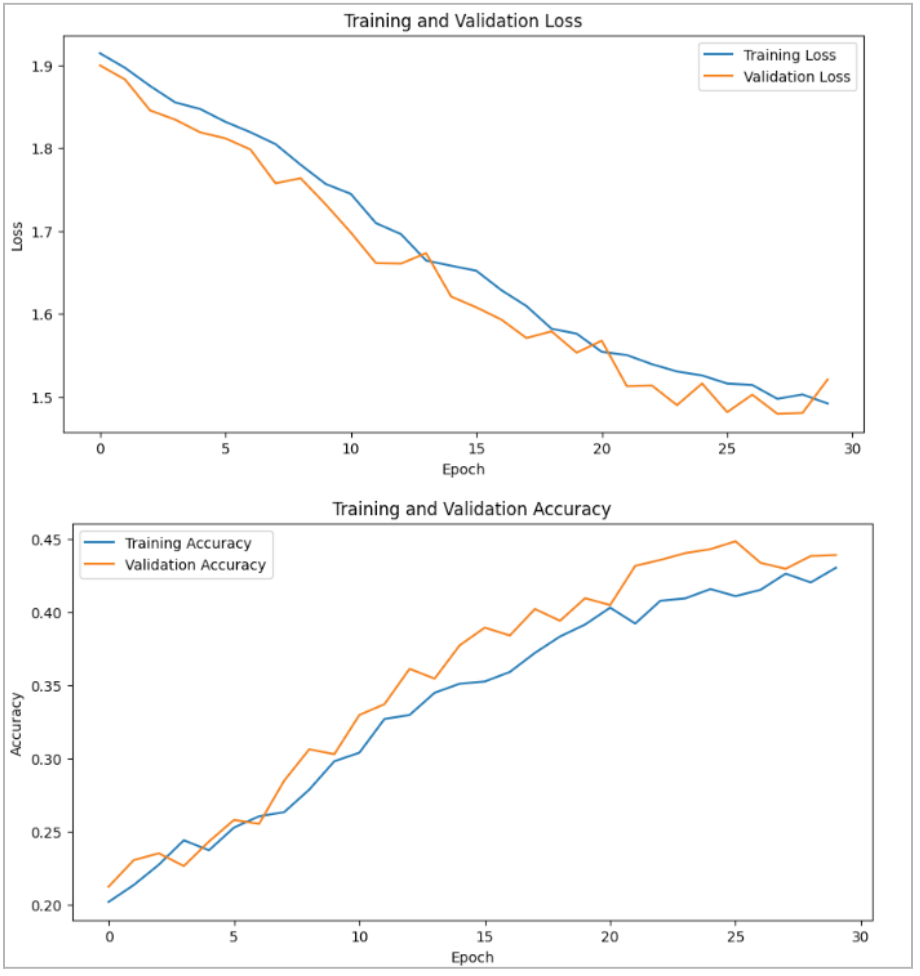 Training and Validation Loss
Training Loss
Validation Loss
1.9
1.8
1.7
1.6
1.5
Loss
0 5 10 15 20 25 30
Epoch
Training and Validation Accuracy
Training Accuracy
Validation Accuracy
0.45
0.40
0.35
0.30
0.25
0.20
Accuracy
0 5 10 15 20 25 30
Epoch